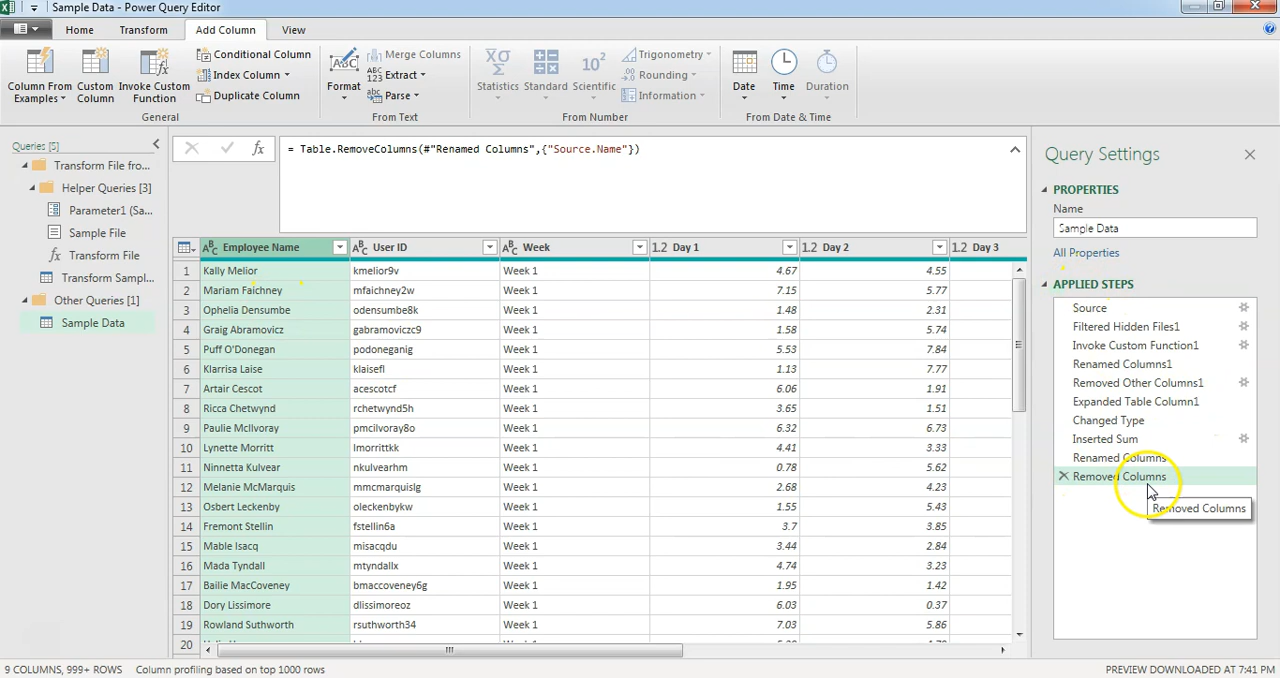 Sample Data - Power Query Editor
Home Transform Add Column View
Column From Examples
Custom Column
Invoke Custom Function
Conditional Column
Index Column
Duplicate Column
General
Format
Merge Columns
Extract
Parse
From Text
Statistics
Standard
Scientific
Trigonometry
Rounding
Information
From Number
Date
Time
Duration
From Date & Time
Queries [5]
Transform File fro...
Helper Queries [3]
Parameter1 (Sa...
Sample File
Transform File
Transform Sampl...
Other Queries [1]
Sample Data
= Table.RemoveColumns(#"Renamed Columns",{"Source.Name"})
Employee Name User ID Week 1.2 Day 1 1.2 Day 2 1.2 Day 3
1 Kally Melior kmelior9v Week 1 4.67 4.55
2 Mariam Faichney mfaichney2w Week 1 7.15 5.77
3 Ophelia Densumbe odensumbe8k Week 1 1.48 2.31
4 Graig Abramovicz gabramoviczc9 Week 1 1.58 5.74
5 Puff O'Donegan podoneganig Week 1 5.53 7.84
6 Klarrisa Laise klaisefl Week 1 1.13 7.77
7 Artair Cescot acescotcf Week 1 6.06 1.91
8 Ricca Chetwynd rchetwynd5h Week 1 3.65 1.51
9 Paulie McIlvoray pmcilvoray8o Week 1 6.32 6.73
10 Lynette Morritt lmorrittkk Week 1 4.41 3.33
11 Ninnetta Kulvear nkulvearhm Week 1 0.78 5.62
12 Melanie McMarquis mmcmarquisig Week 1 2.68 4.23
13 Osbert Leckenby oleckenbykw Week 1 1.55 5.43
14 Fremont Stellin fstellin6a Week 1 3.7 3.85
15 Mable Isacq misacqdu Week 1 3.44 2.84
16 Mada Tyndall mtyndallx Week 1 4.74 3.23
17 Bailie MacCoveney bmaccoveney6g Week 1 1.95 1.42
18 Dory Lissimore dlissimoreoz Week 1 6.03 0.37
19 Rowland Suthworth rsuthworth34 Week 1 7.03 5.86
20
Query Settings
PROPERTIES
Name
Sample Data
All Properties
APPLIED STEPS
Source
Filtered Hidden Files1
Invoke Custom Function1
Renamed Columns1
Removed Other Columns1
Expanded Table Column1
Changed Type
Inserted Sum
Renamed Columns
Removed Columns
Removed Columns
9 COLUMNS, 999+ ROWS Column profiling based on top 1000 rows PREVIEW DOWNLOADED AT 7:41 PM